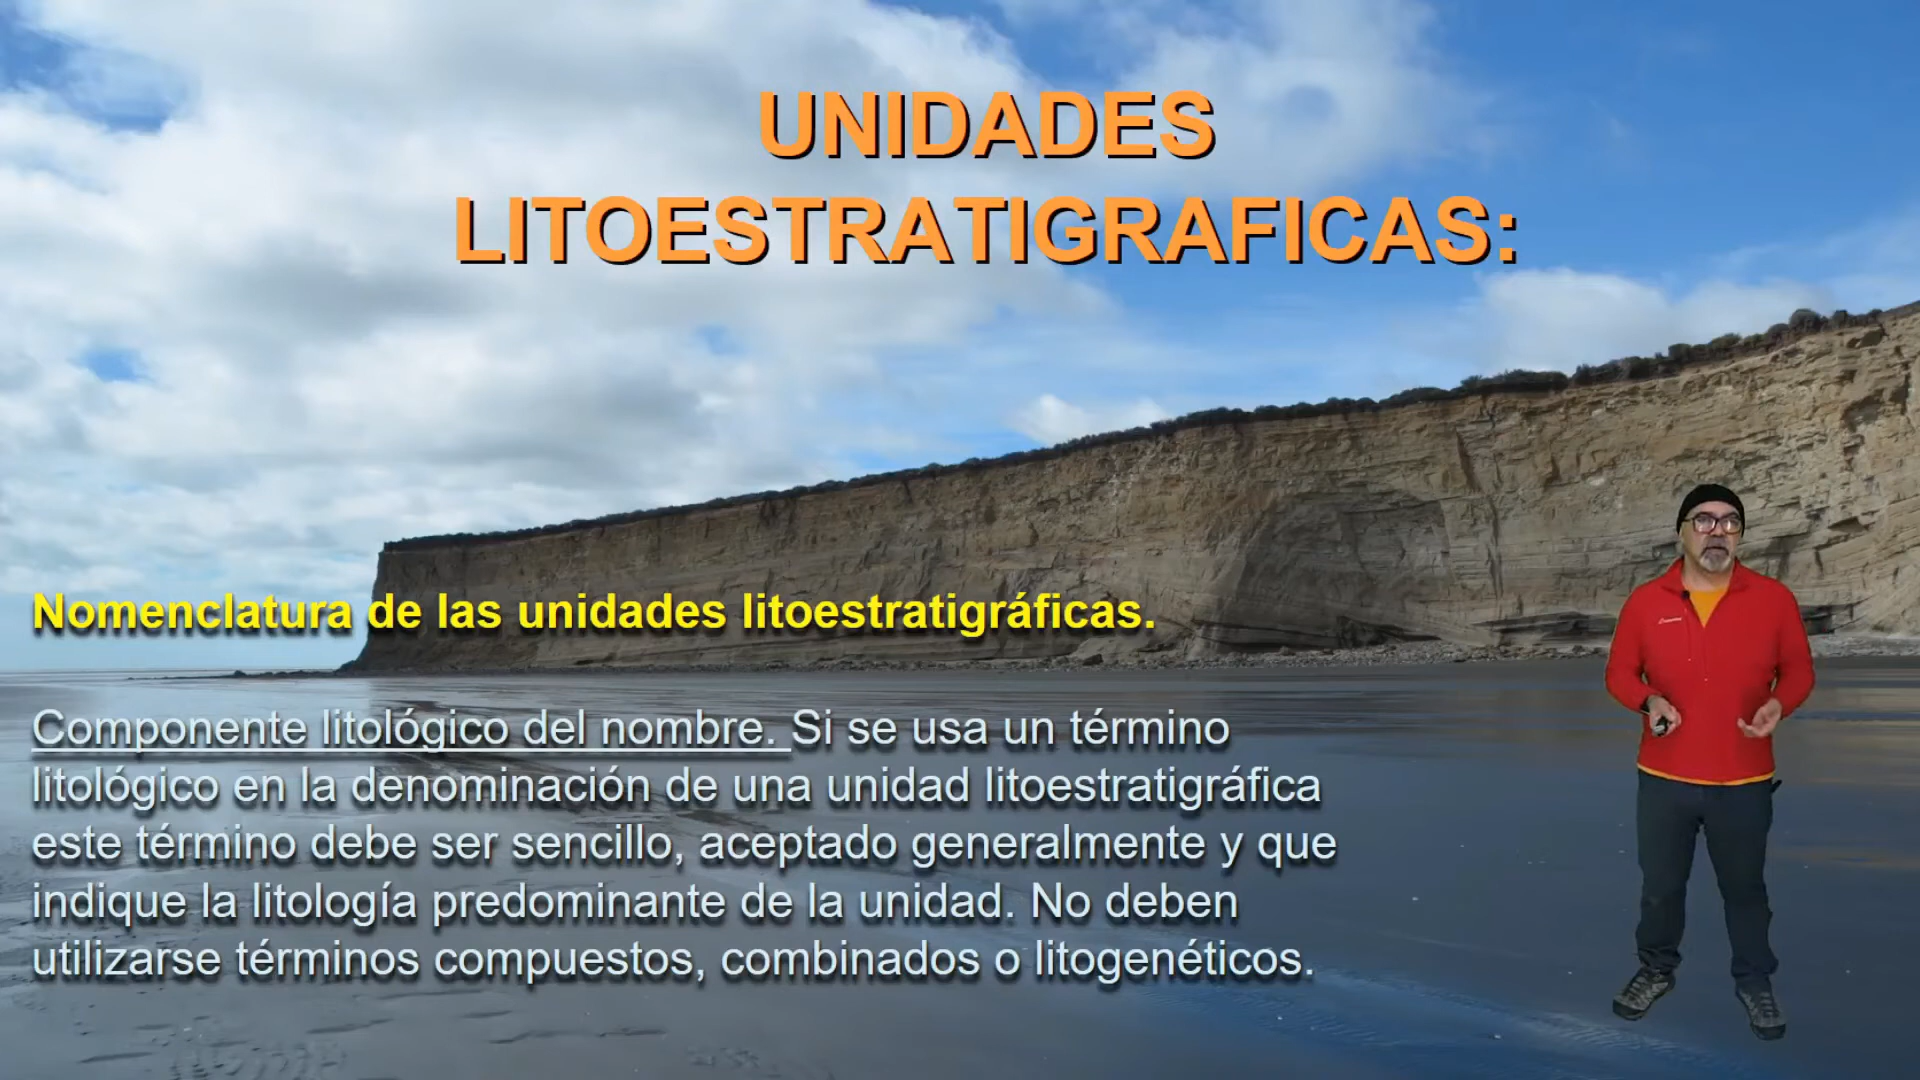 UNIDADES
LITOESTRATIGRAFICAS:
Nomenclatura de las unidades litoestratigráficas.
Componente litológico del nombre. Si se usa un término
litológico en la denominación de una unidad litoestratigráfica
este término debe ser sencillo, aceptado generalmente y que
indique la litología predominante de la unidad. No deben
utilizarse términos compuestos, combinados o litogenéticos.